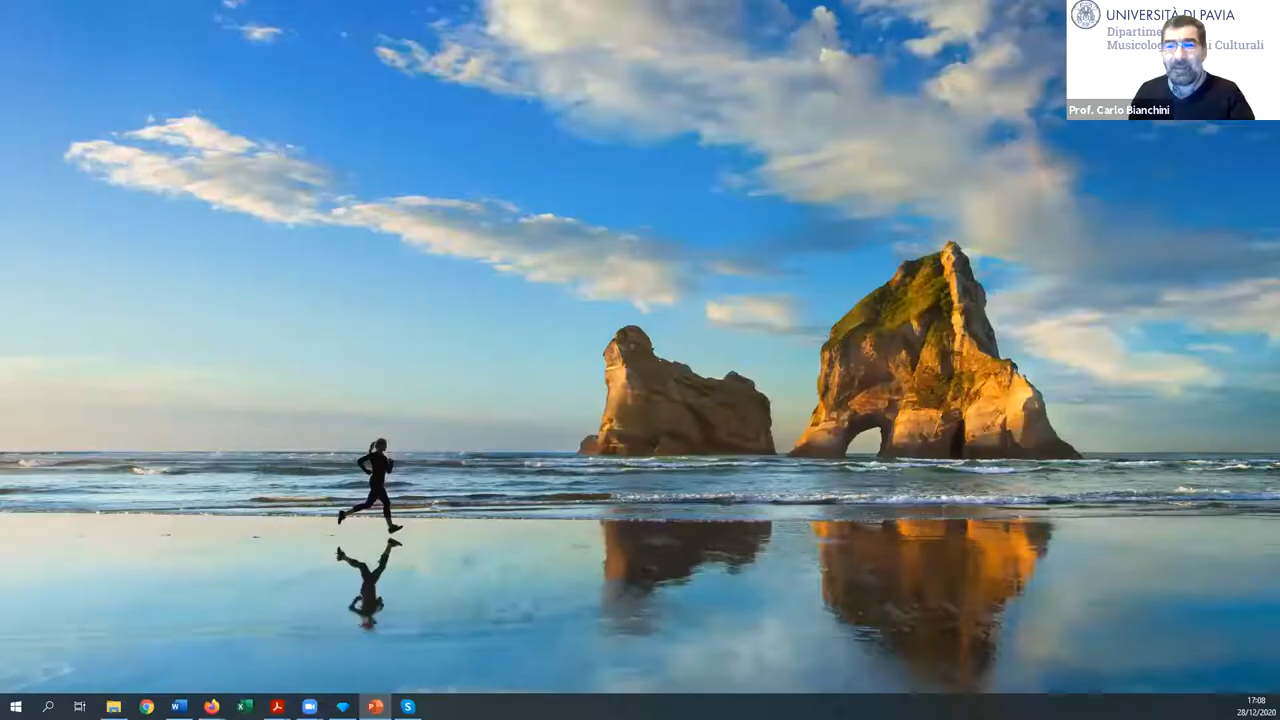 UNIVERSITÀ DI PAVIA
Dipartime
Musicolog i Culturali
Prof. Carlo Bianchini
17:08
28/12/2020